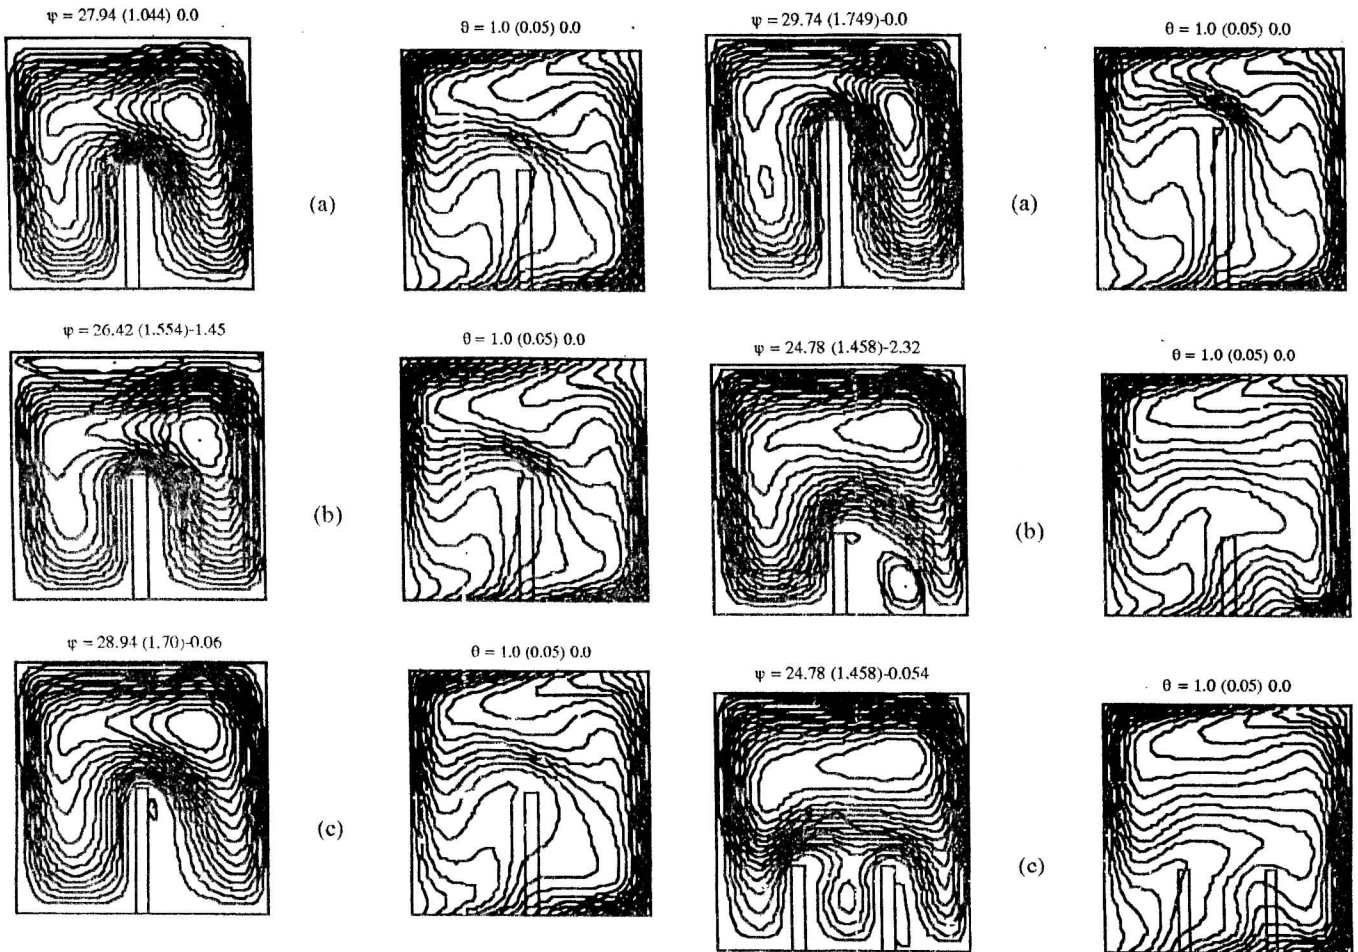 ψ = 27.94 (1.044) 0.0
θ = 1.0 (0.05) 0.0
(a)
ψ = 26.42 (1.554)-1.45
θ = 1.0 (0.05) 0.0
(b)
ψ = 28.94 (1.70)-0.06
θ = 1.0 (0.05) 0.0
(c)
ψ = 29.74 (1.749)-0.0
θ = 1.0 (0.05) 0.0
(a)
ψ = 24.78 (1.458)-2.32
θ = 1.0 (0.05) 0.0
(b)
ψ = 24.78 (1.458)-0.054
θ = 1.0 (0.05) 0.0
(c)